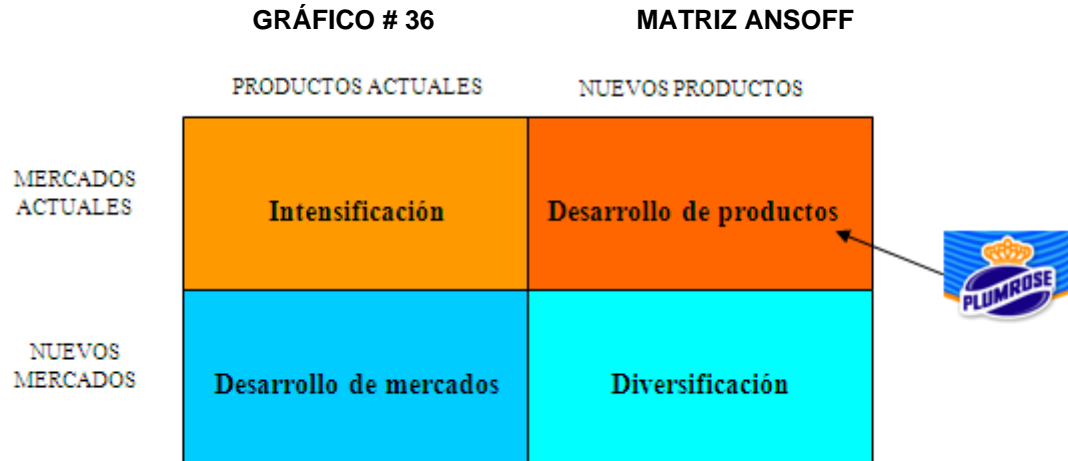 GRÁFICO # 36 MATRIZ ANSOFF
PRODUCTOS ACTUALES NUEVOS PRODUCTOS
MERCADOS
ACTUALES
Intensificación Desarrollo de productos
PLUMROSE
NUEVOS
MERCADOS
Desarrollo de mercados Diversificación